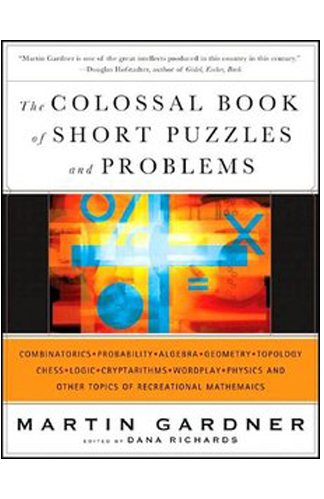 "Martin Gardner is one of the great intellects produced in this country in this century."
—Douglas Hofstadter, author of Gödel, Escher, Bach
The COLOSSAL BOOK
of SHORT PUZZLES
and PROBLEMS
% X
COMBINATORICS•PROBABILITY•ALGEBRA•GEOMETRY•TOPOLOGY
CHESS•LOGIC•CRYPTARITHMS•WORDPLAY•PHYSICS AND
OTHER TOPICS OF RECREATIONAL MATHEMAICS
MARTIN GARDNER
EDITED BY DANA RICHARDS